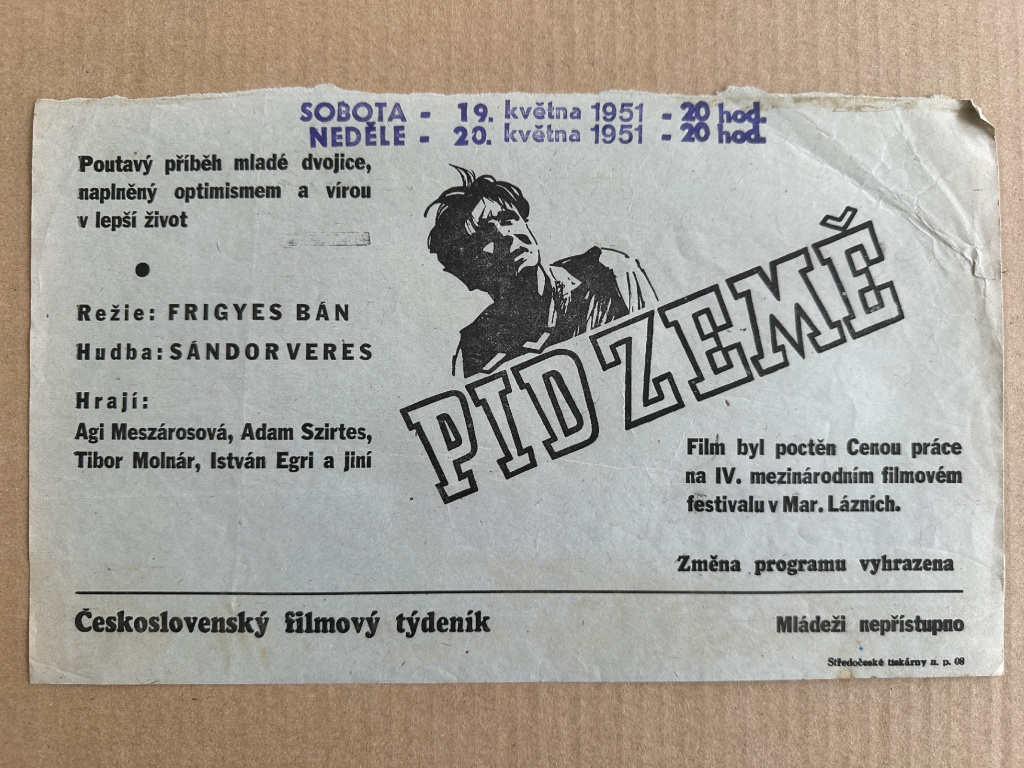 SOBOTA - 19. května 1951 - 20 hod.
NEDĚLE - 20. května 1951 - 20 hod.
Poutavý příběh mladé dvojice,
naplněný optimismem a vírou
v lepší život
Režie: FRIGYES BÁN
Hudba: SÁNDOR VERES
Hrají:
Agi Meszárosová, Adam Szirtes,
Tibor Molnár, István Egri a jiní
PÍĎ ZEMĚ
Film byl poctěn Cenou práce
na IV. mezinárodním filmovém
festivalu v Mar. Lázních.
Změna programu vyhrazena
Československý filmový týdeník
Mládeži nepřístupno
Středočeské tiskárny n. p. 08